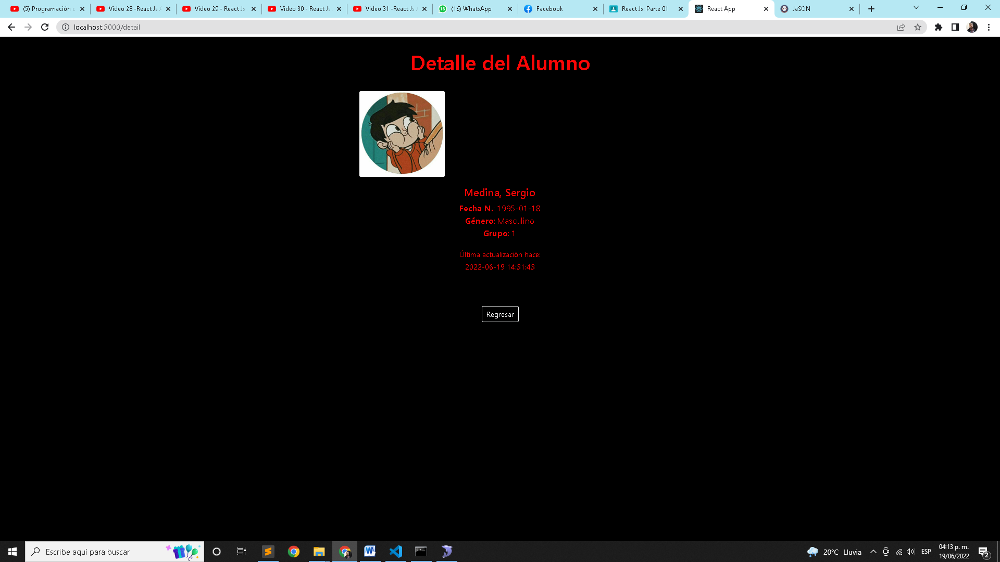 (5) Programación c
Video 28 -React Js A
Video 29 - React Js
Video 30 - React Js
Video 31 -React Js A
(16) WhatsApp
Facebook
React Js: Parte 01
React App
JaSON
localhost:3000/detail
Detalle del Alumno
Medina, Sergio
Fecha N.: 1995-01-18
Género: Masculino
Grupo: 1
Última actualización hace:
2022-06-19 14:31:43
Regresar
Escribe aquí para buscar
20°C Lluvia
ESP
04:13 p. m.
19/06/2022
2